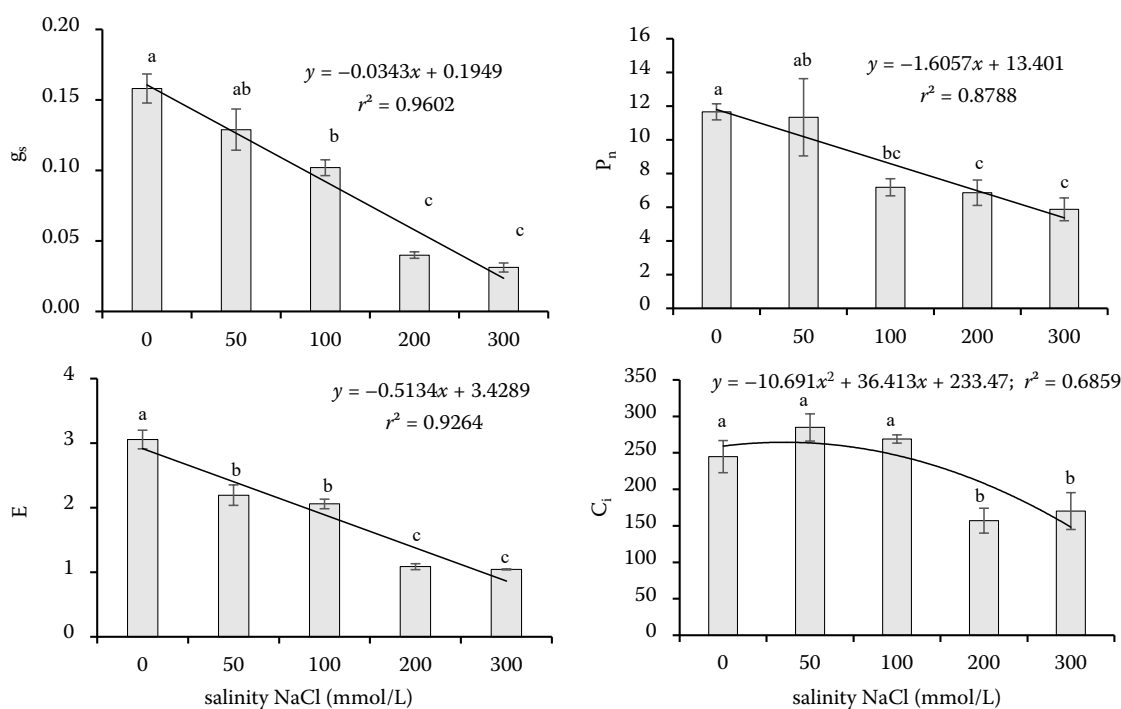 0.20
0.15
0.10
0.05
0.00
gₛ
a
ab
b
c
c
y = −0.0343x + 0.1949
r² = 0.9602
0 50 100 200 300
16
14
12
10
8
6
4
2
0
Pₙ
a
ab
bc
c
c
y = −1.6057x + 13.401
r² = 0.8788
0 50 100 200 300
4
3
2
1
0
E
a
b
b
c
c
y = −0.5134x + 3.4289
r² = 0.9264
0 50 100 200 300
salinity NaCl (mmol/L)
350
300
250
200
150
100
50
0
Cᵢ
a
a
a
b
b
y = −10.691x² + 36.413x + 233.47; r² = 0.6859
0 50 100 200 300
salinity NaCl (mmol/L)